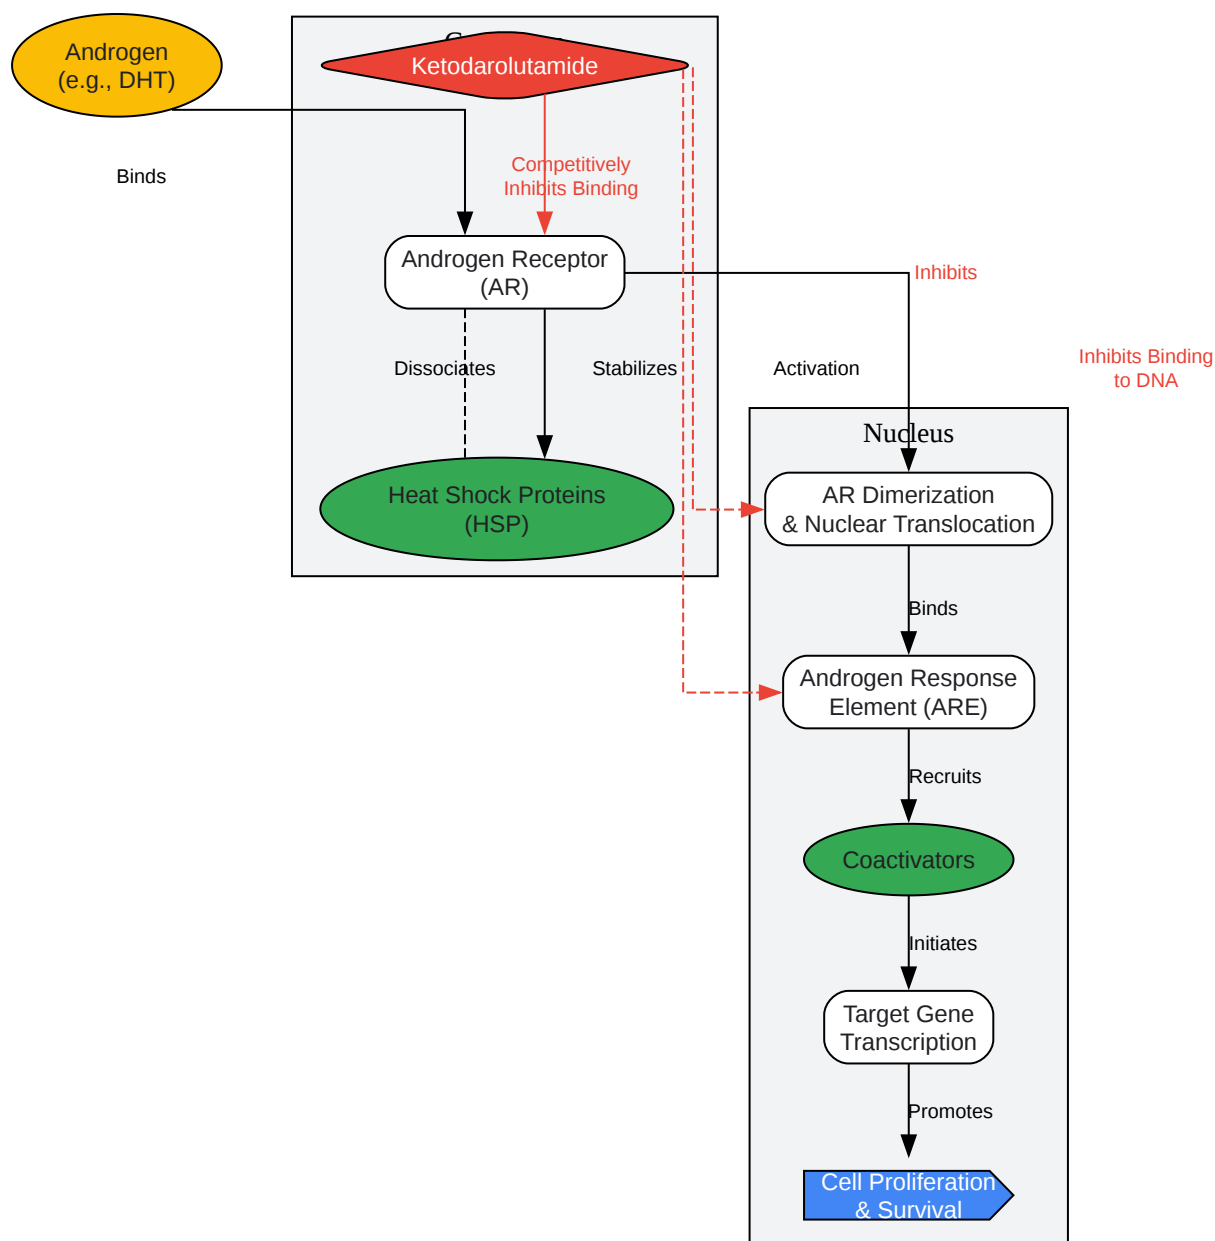 Androgen
(e.g., DHT)
Ketodarolutamide
Binds
Competitively
Inhibits Binding
Androgen Receptor
(AR)
Inhibits
Dissociates
Stabilizes
Activation
Inhibits Binding
to DNA
Nucleus
Heat Shock Proteins
(HSP)
AR Dimerization
& Nuclear Translocation
Binds
Androgen Response
Element (ARE)
Recruits
Coactivators
Initiates
Target Gene
Transcription
Promotes
Cell Proliferation
& Survival